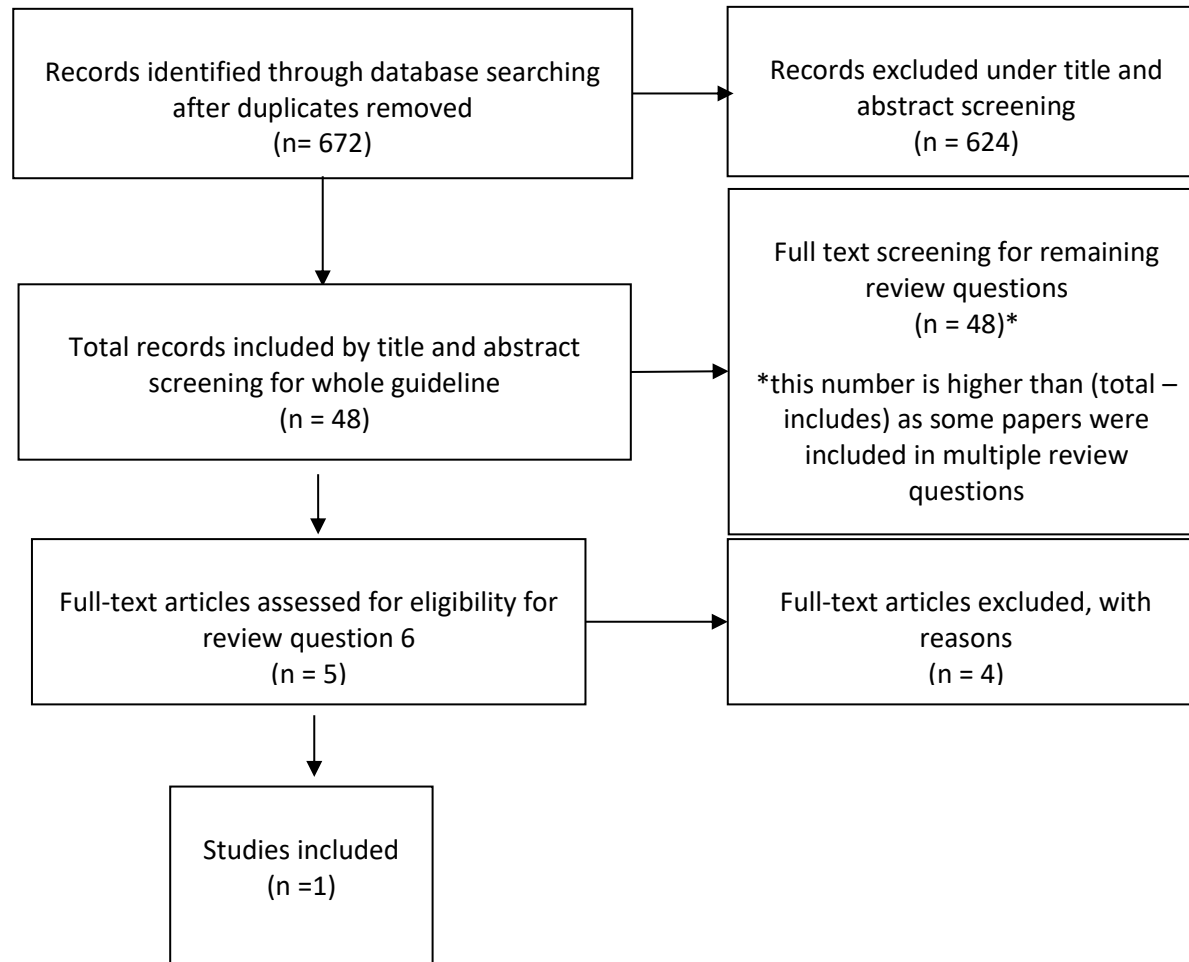 Records identified through database searching
after duplicates removed
(n= 672)
Records excluded under title and
abstract screening
(n = 624)
Total records included by title and abstract
screening for whole guideline
(n = 48)
Full text screening for remaining
review questions
(n = 48)*
*this number is higher than (total –
includes) as some papers were
included in multiple review
questions
Full-text articles assessed for eligibility for
review question 6
(n = 5)
Full-text articles excluded, with
reasons
(n = 4)
Studies included
(n =1)